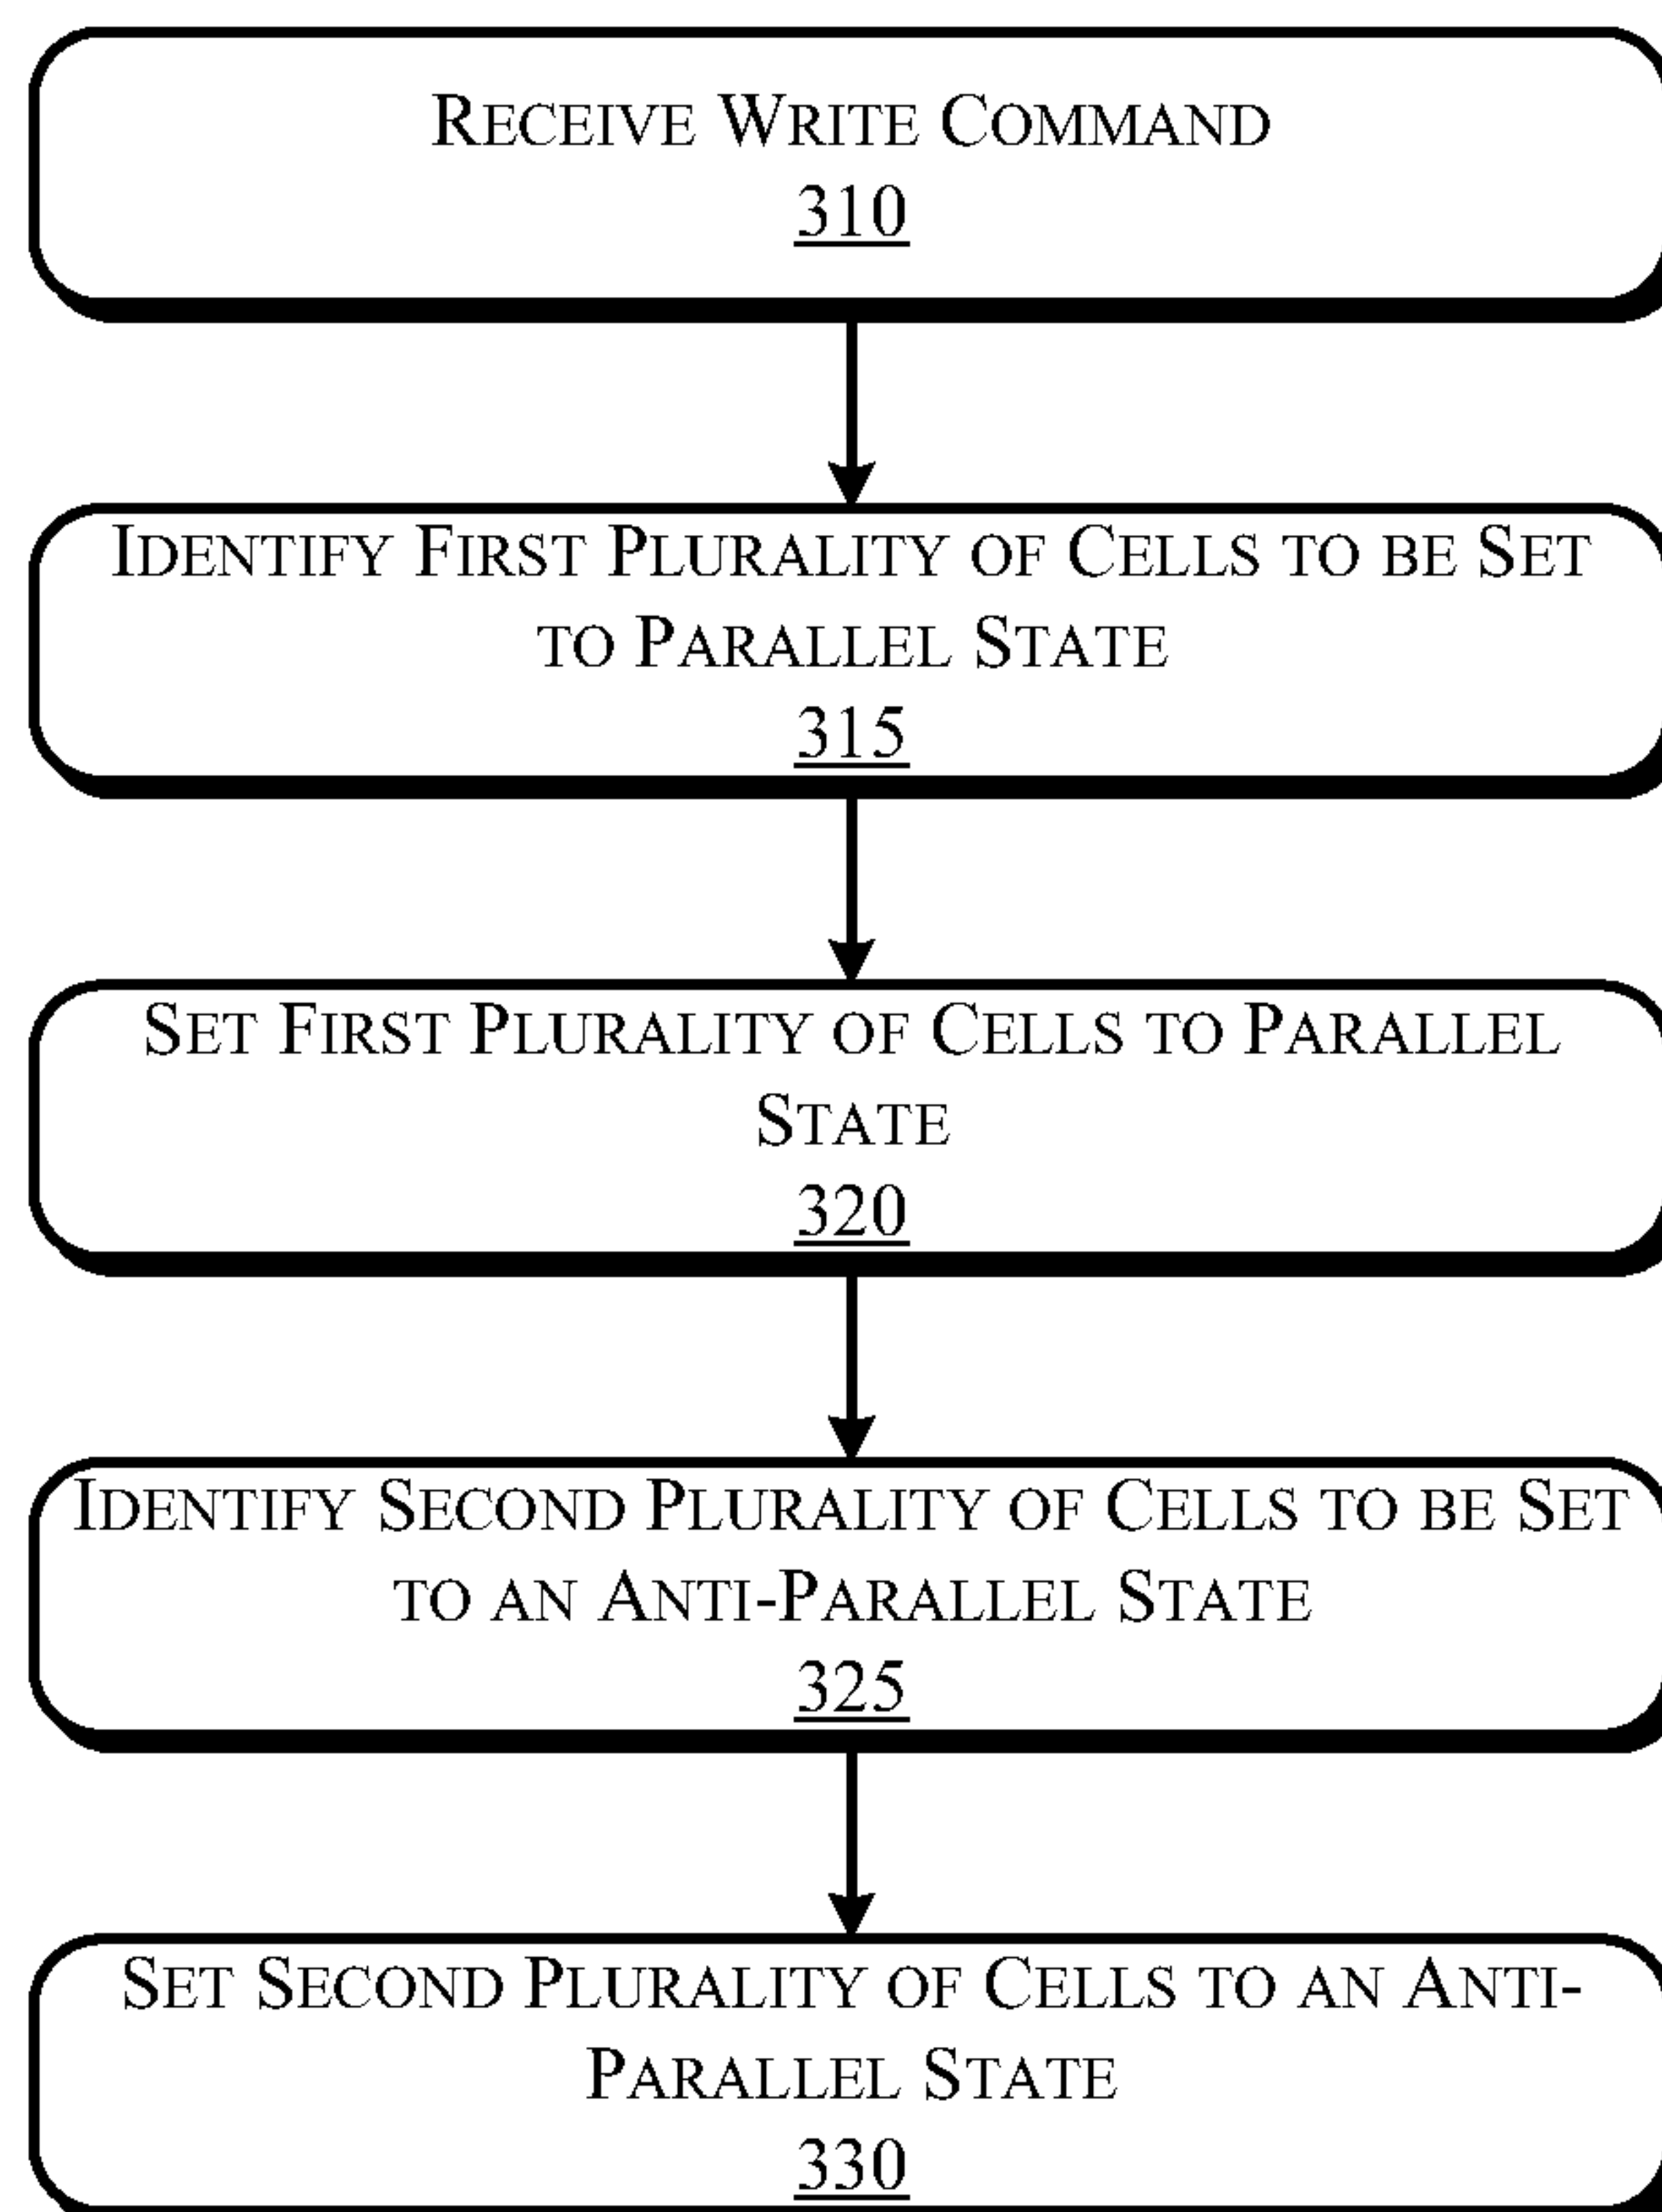 Receive Write Command
310
Identify First Plurality of Cells to be Set
to Parallel State
315
Set First Plurality of Cells to Parallel
State
320
Identify Second Plurality of Cells to be Set
to an Anti-Parallel State
325
Set Second Plurality of Cells to an Anti-
Parallel State
330